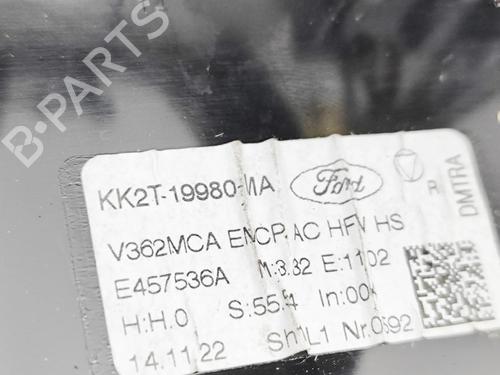 B-PARTS
KK2T-19980-MA
Ford
R
DMTRA
V362MCA ENCP.AC HFV HS
E457536A M:3.82 E:1102
H:H.0 S:55.4 In:004
14.11.22 Sh1L1 Nr.0692